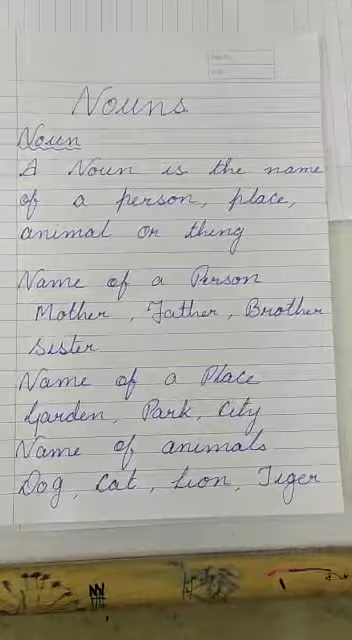 Nouns
Noun
A Noun is the name
of a person, place,
animal or thing
Name of a Person
Mother, Father, Brother
Sister
Name of a Place
Garden, Park, City
Name of animals
Dog, Cat, Lion, Tiger